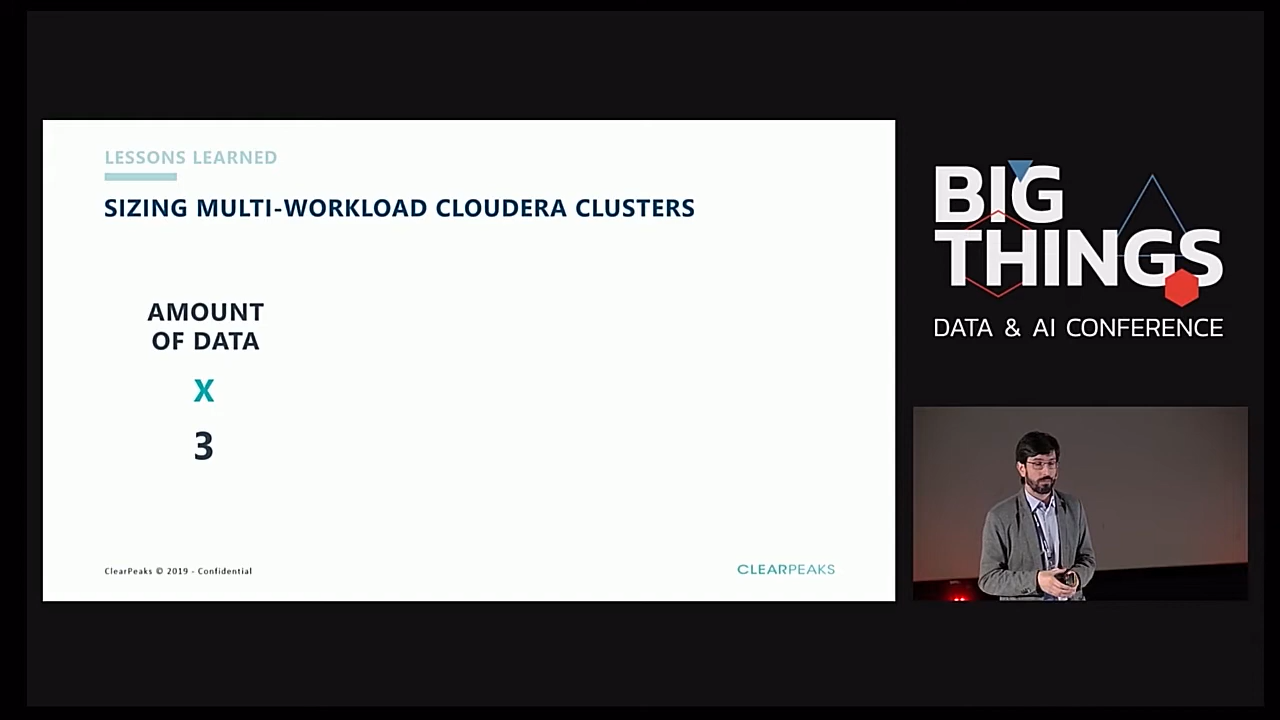 LESSONS LEARNED
SIZING MULTI-WORKLOAD CLOUDERA CLUSTERS
AMOUNT
OF DATA
X
3
ClearPeaks © 2019 - Confidential
CLEARPEAKS
BIG
THINGS
DATA & AI CONFERENCE